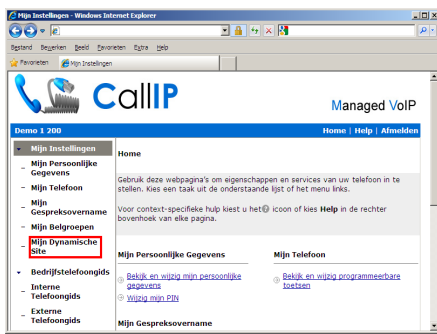 Mijn Instellingen - Windows Internet Explorer
Bestand Bewerken Beeld Favorieten Extra Help
Favorieten Mijn Instellingen
CallIP
Managed VoIP
Demo 1 200
Home | Help | Afmelden
Mijn Instellingen
Mijn Persoonlijke
Gegevens
Mijn Telefoon
Mijn
Gespreksovername
Mijn Belgroepen
Mijn Dynamische
Site
Bedrijfstelefoongids
Interne
Telefoongids
Externe
Telefoongids
Home
Gebruik deze webpagina's om eigenschappen en services van uw telefoon in te
stellen. Kies een taak uit de onderstaande lijst of het menu links.
Voor context-specifieke hulp kiest u het icoon of kies Help in de rechter
bovenhoek van elke pagina.
Mijn Persoonlijke Gegevens
Bekijk en wijzig mijn persoonlijke
gegevens
Wijzig mijn PIN
Mijn Telefoon
Bekijk en wijzig programmeerbare
toetsen
Mijn Gespreksovername